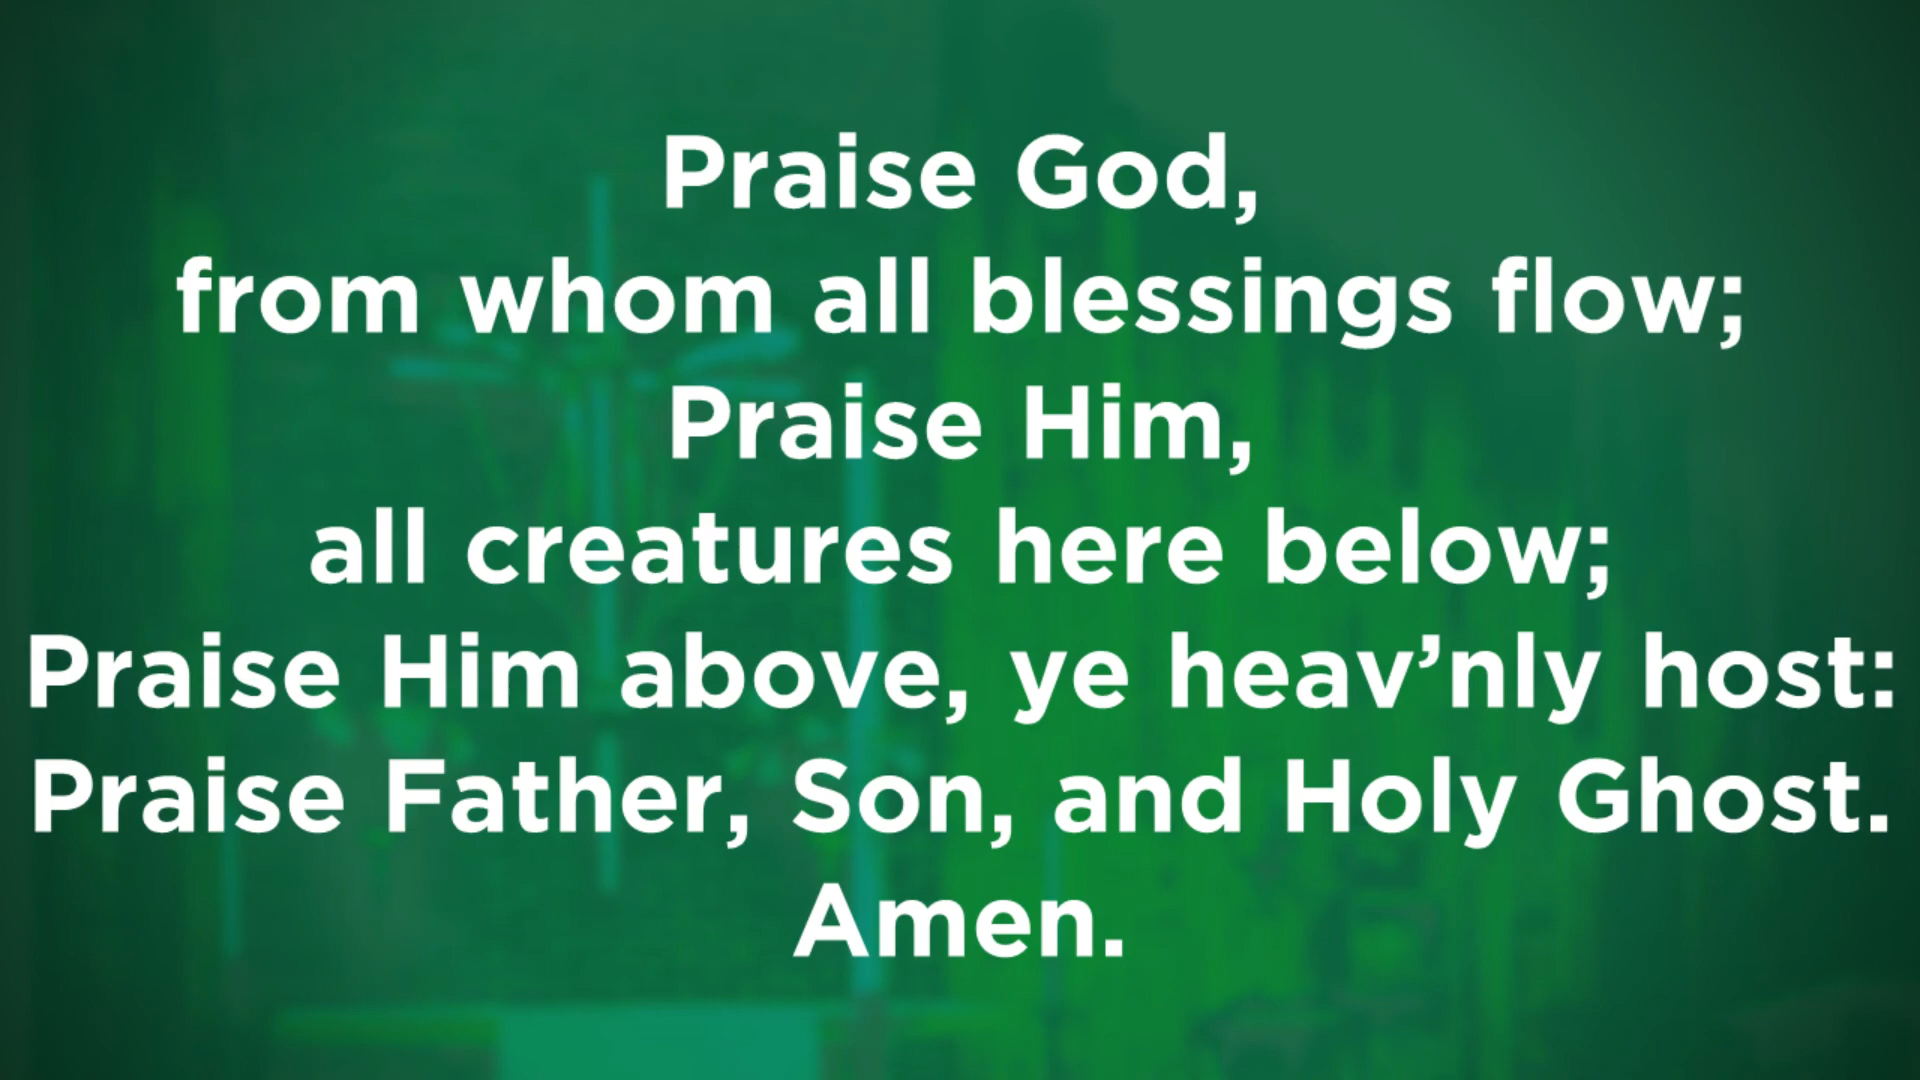 Praise God,
from whom all blessings flow;
Praise Him,
all creatures here below;
Praise Him above, ye heav’nly host:
Praise Father, Son, and Holy Ghost.
Amen.